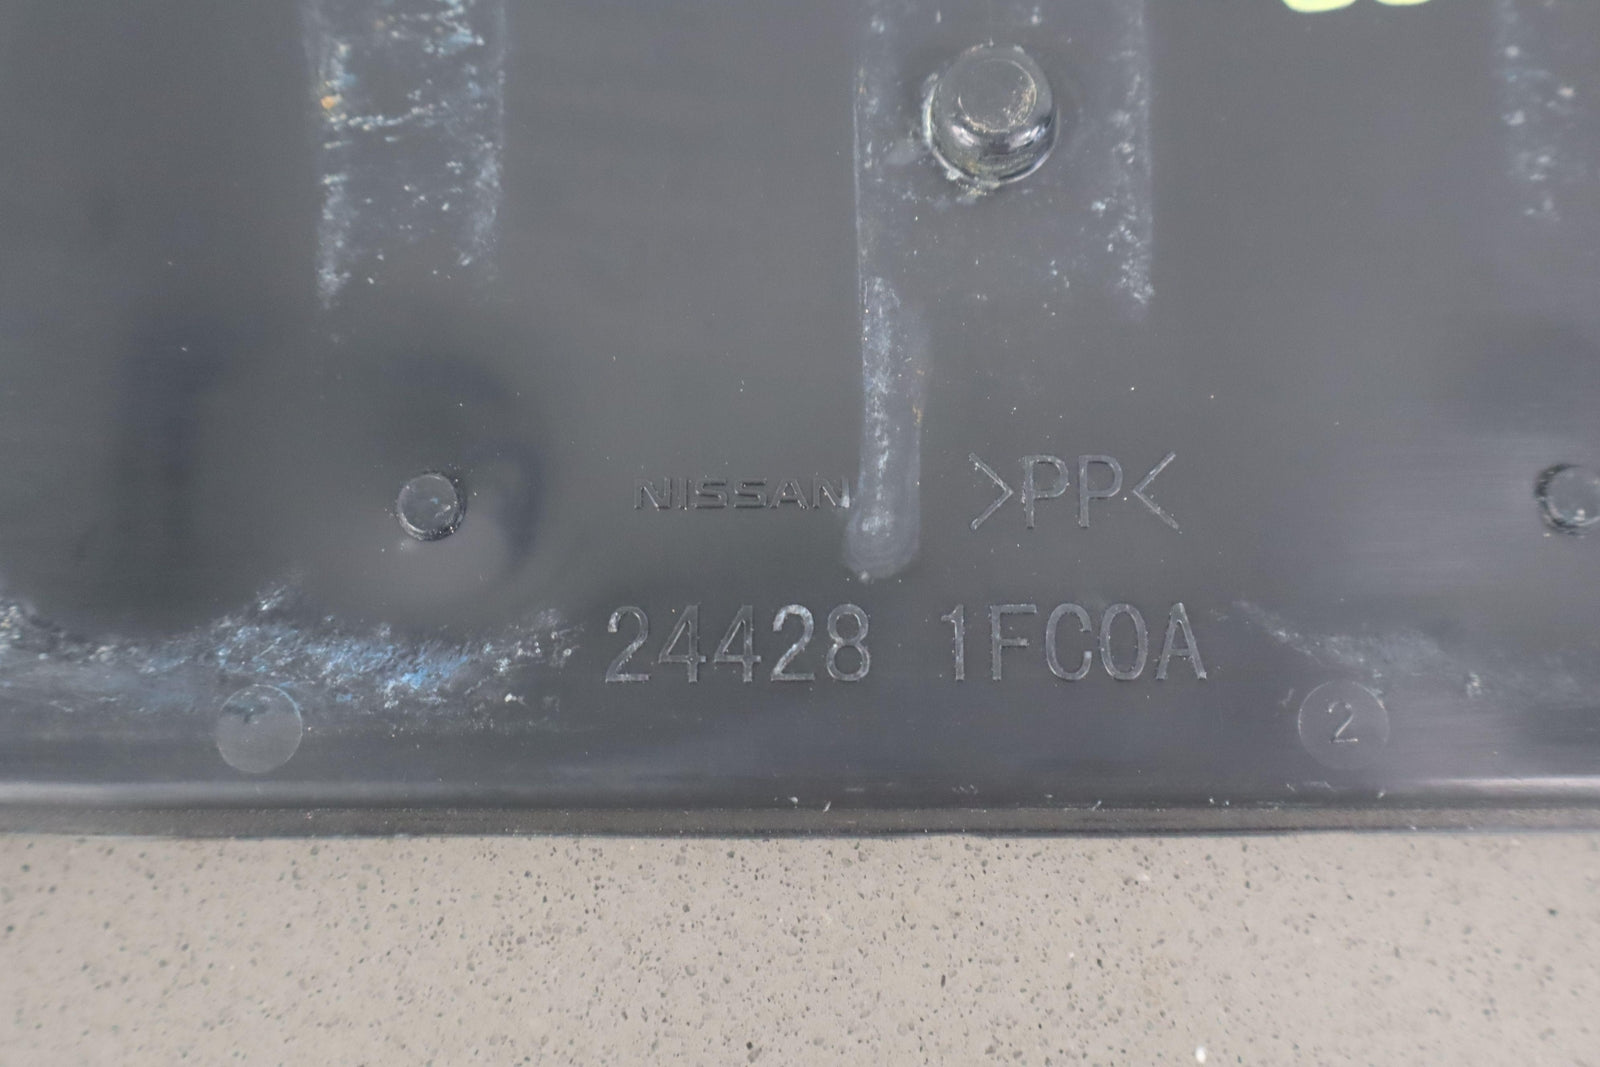 NISSAN >PP<
24428 1FC0A
2